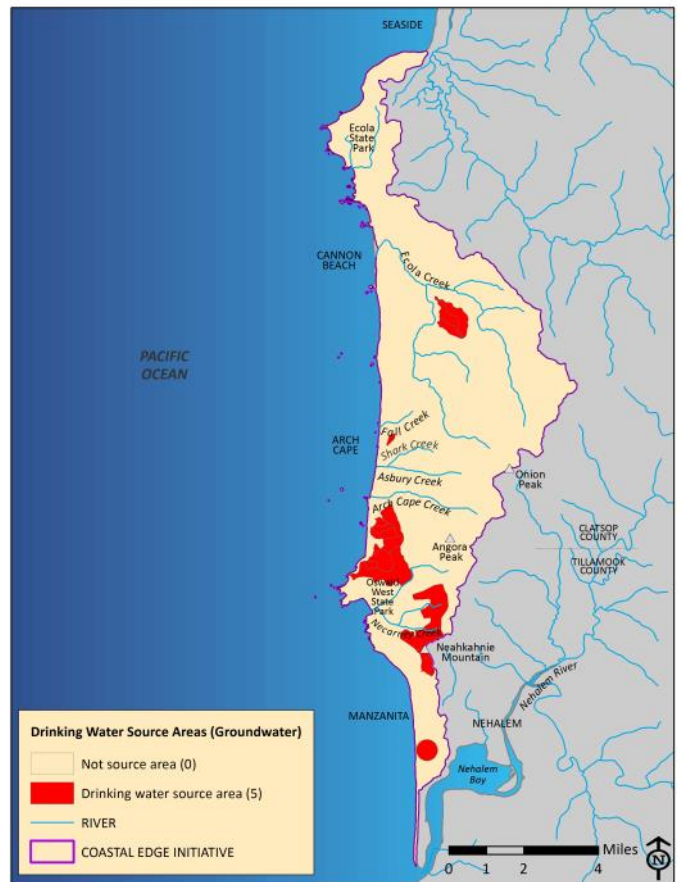 SEASIDE
Ecola
State
Park
CANNON
BEACH
Ecola Creek
PACIFIC
OCEAN
Fall Creek
ARCH
CAPE
Shark Creek
Onion
Peak
Asbury Creek
Arch Cape Creek
CLATSOP
COUNTY
Angora
Peak
TILLAMOOK
COUNTY
Oswald
West
State
Park
Necarney Creek
Neahkahnie
Mountain
Nehalem River
MANZANITA
NEHALEM
Nehalem
Bay
Drinking Water Source Areas (Groundwater)
Not source area (0)
Drinking water source area (5)
RIVER
COASTAL EDGE INITIATIVE
Miles
0 1 2 4
N